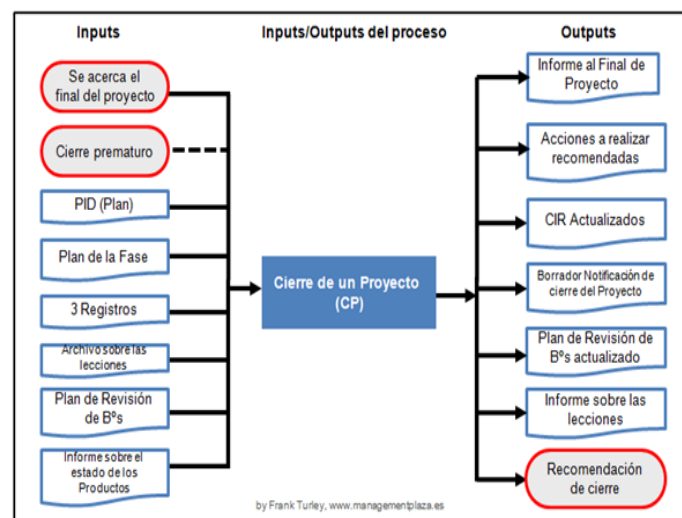 Inputs
Inputs/Outputs del proceso
Outputs
Se acerca el
final del proyecto
Cierre prematuro
PID (Plan)
Plan de la Fase
3 Registros
Archivo sobre las
lecciones
Plan de Revisión
de Bºs
Informe sobre el
estado de los
Productos
Cierre de un Proyecto
(CP)
Informe al Final de
Proyecto
Acciones a realizar
recomendadas
CIR Actualizados
Borrador Notificación de
cierre del Proyecto
Plan de Revisión de
Bºs actualizado
Informe sobre las
lecciones
Recomendación
de cierre
by Frank Turley, www.managementplaza.es